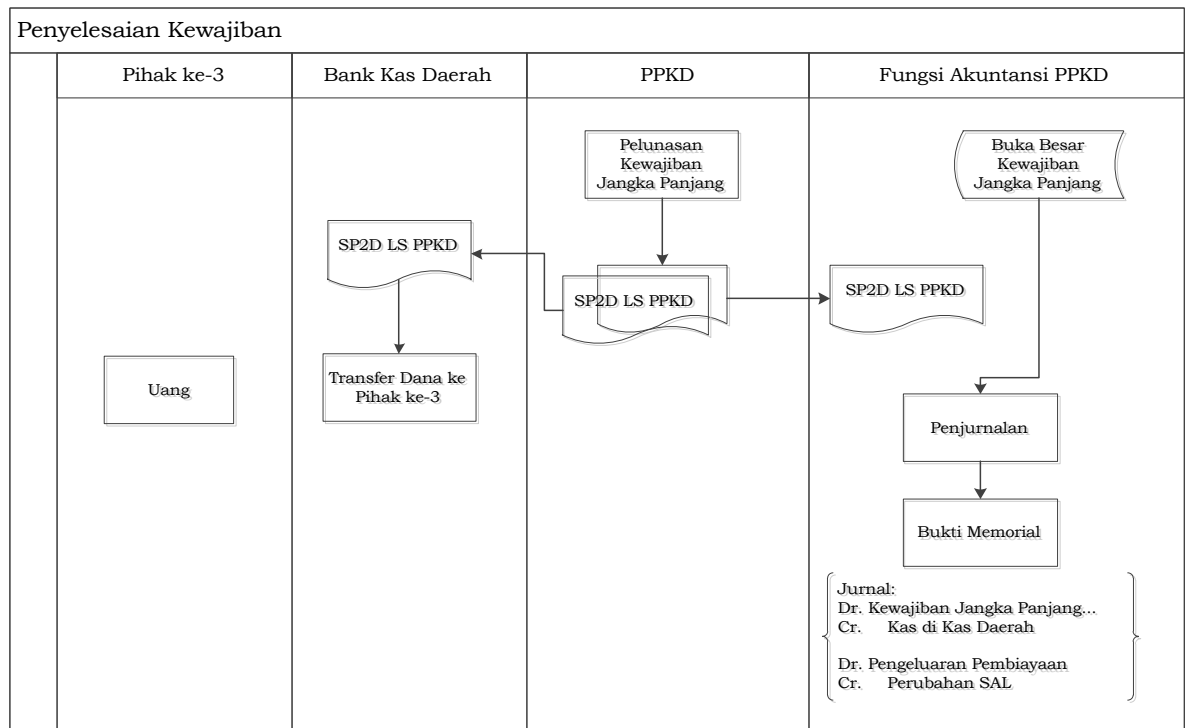 Penyelesaian Kewajiban
Pihak ke-3
Bank Kas Daerah
PPKD
Fungsi Akuntansi PPKD
Pelunasan
Kewajiban
Jangka Panjang
Buka Besar
Kewajiban
Jangka Panjang
SP2D LS PPKD
SP2D LS PPKD
SP2D LS PPKD
Uang
Transfer Dana ke
Pihak ke-3
Penjurnalan
Bukti Memorial
Jurnal:
Dr. Kewajiban Jangka Panjang...
Cr. Kas di Kas Daerah
Dr. Pengeluaran Pembiayaan
Cr. Perubahan SAL